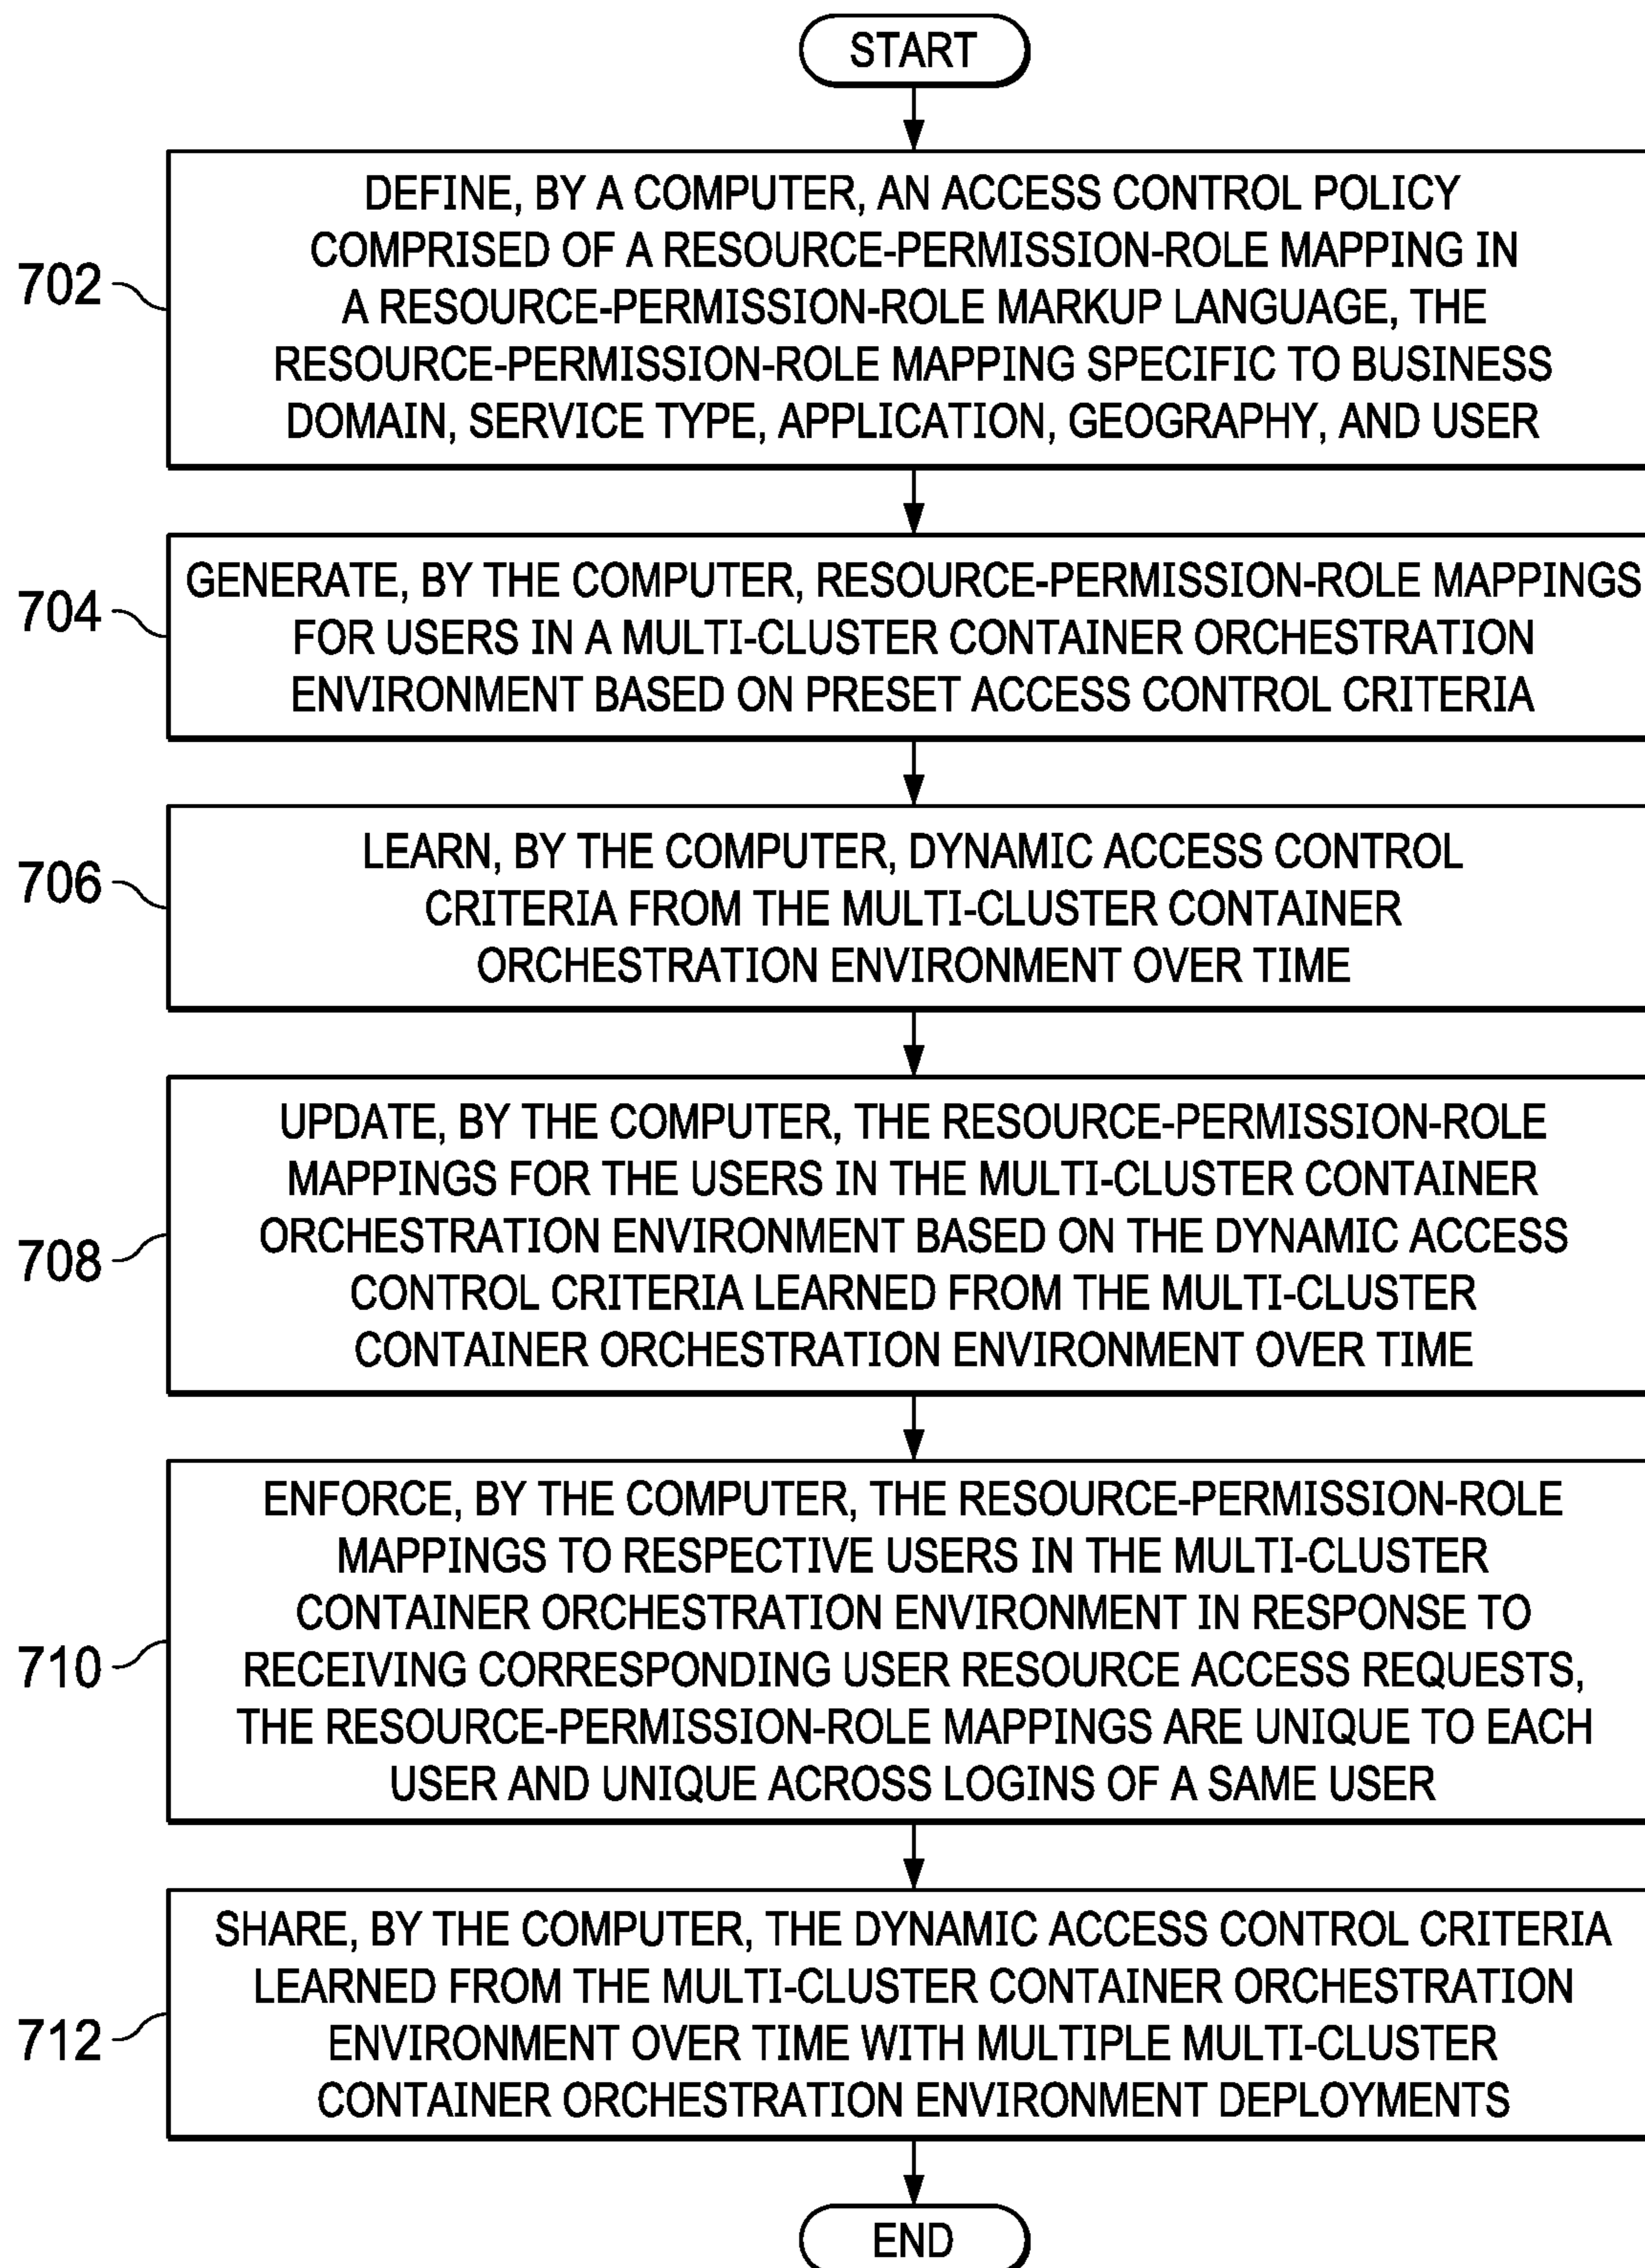 START
702
DEFINE, BY A COMPUTER, AN ACCESS CONTROL POLICY
COMPRISED OF A RESOURCE-PERMISSION-ROLE MAPPING IN
A RESOURCE-PERMISSION-ROLE MARKUP LANGUAGE, THE
RESOURCE-PERMISSION-ROLE MAPPING SPECIFIC TO BUSINESS
DOMAIN, SERVICE TYPE, APPLICATION, GEOGRAPHY, AND USER
704
GENERATE, BY THE COMPUTER, RESOURCE-PERMISSION-ROLE MAPPINGS
FOR USERS IN A MULTI-CLUSTER CONTAINER ORCHESTRATION
ENVIRONMENT BASED ON PRESET ACCESS CONTROL CRITERIA
706
LEARN, BY THE COMPUTER, DYNAMIC ACCESS CONTROL
CRITERIA FROM THE MULTI-CLUSTER CONTAINER
ORCHESTRATION ENVIRONMENT OVER TIME
708
UPDATE, BY THE COMPUTER, THE RESOURCE-PERMISSION-ROLE
MAPPINGS FOR THE USERS IN THE MULTI-CLUSTER CONTAINER
ORCHESTRATION ENVIRONMENT BASED ON THE DYNAMIC ACCESS
CONTROL CRITERIA LEARNED FROM THE MULTI-CLUSTER
CONTAINER ORCHESTRATION ENVIRONMENT OVER TIME
710
ENFORCE, BY THE COMPUTER, THE RESOURCE-PERMISSION-ROLE
MAPPINGS TO RESPECTIVE USERS IN THE MULTI-CLUSTER
CONTAINER ORCHESTRATION ENVIRONMENT IN RESPONSE TO
RECEIVING CORRESPONDING USER RESOURCE ACCESS REQUESTS,
THE RESOURCE-PERMISSION-ROLE MAPPINGS ARE UNIQUE TO EACH
USER AND UNIQUE ACROSS LOGINS OF A SAME USER
712
SHARE, BY THE COMPUTER, THE DYNAMIC ACCESS CONTROL CRITERIA
LEARNED FROM THE MULTI-CLUSTER CONTAINER ORCHESTRATION
ENVIRONMENT OVER TIME WITH MULTIPLE MULTI-CLUSTER
CONTAINER ORCHESTRATION ENVIRONMENT DEPLOYMENTS
END